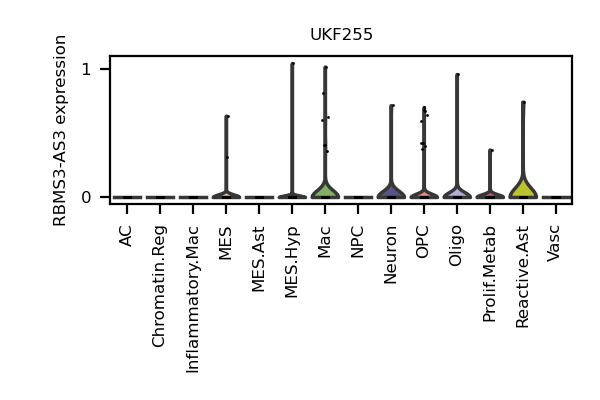 UKF255
RBMS3-AS3 expression
1
0
AC
Chromatin.Reg
Inflammatory.Mac
MES
MES.Ast
MES.Hyp
Mac
NPC
Neuron
OPC
Oligo
Prolif.Metab
Reactive.Ast
Vasc